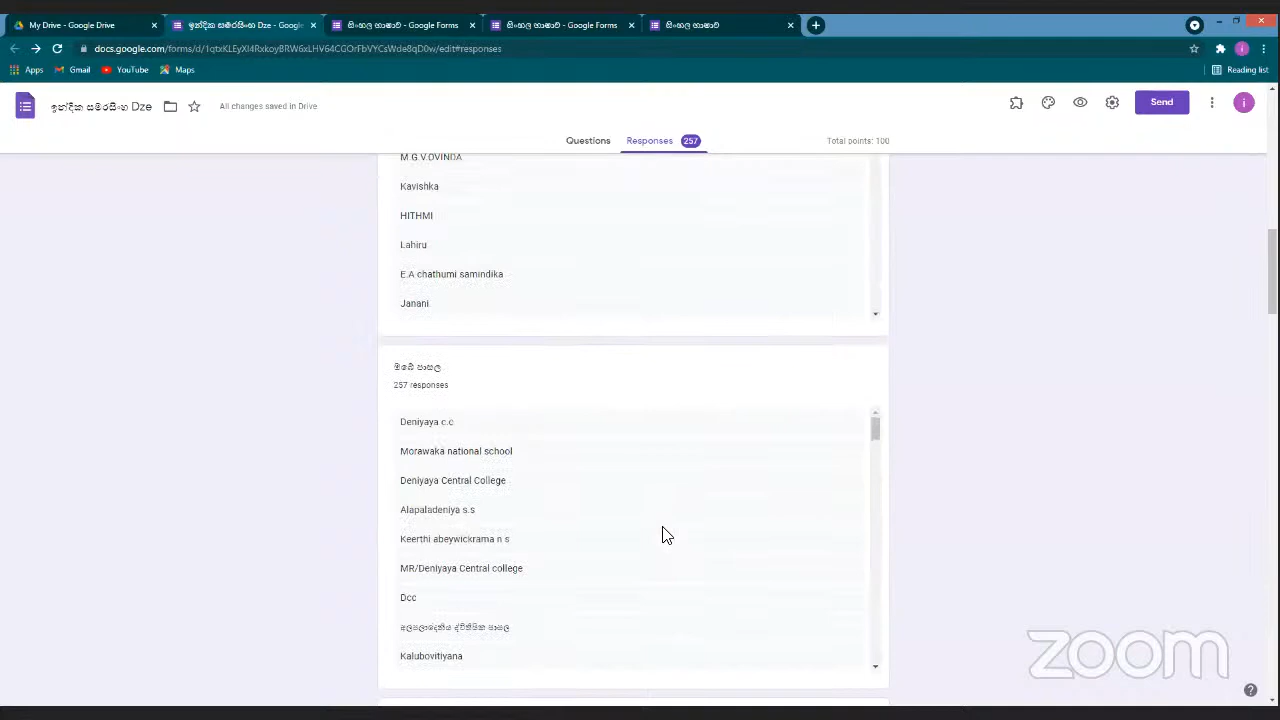 My Drive - Google Drive
ඉන්දික සමරසිංහ Dze - Google
සිංහල භාෂාව - Google Forms
සිංහල භාෂාව - Google Forms
සිංහල භාෂාව
docs.google.com/forms/d/1qtxKLEyXl4RxkoyBRW6xLHV64CGOrFbVYCsWde8qD0w/edit#responses
Apps
Gmail
YouTube
Maps
Reading list
ඉන්දික සමරසිංහ Dze
All changes saved in Drive
Send
i
Questions
Responses 257
Total points: 100
M.G V.OVINDA
Kavishka
HITHMI
Lahiru
E.A chathumi samindika
Janani
ඔබේ පාසල
257 responses
Deniyaya c.c
Morawaka national school
Deniyaya Central College
Alapaladeniya s.s
Keerthi abeywickrama n s
MR/Deniyaya Central college
Dcc
අලපලාදෙනිය ද්විතීයික පාසල
Kalubovitiyana
zoom